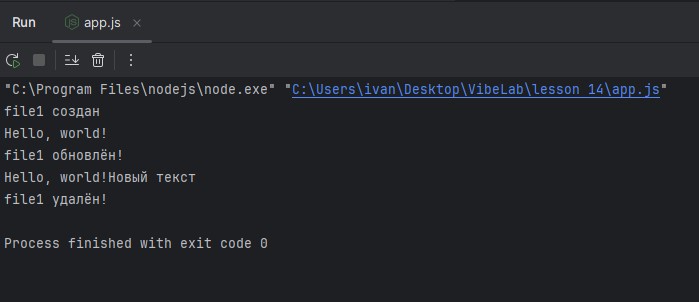 Run app.js
"C:\Program Files\nodejs\node.exe" "C:\Users\ivan\Desktop\VibeLab\lesson 14\app.js"
file1 создан
Hello, world!
file1 обновлён!
Hello, world!Новый текст
file1 удалён!
Process finished with exit code 0